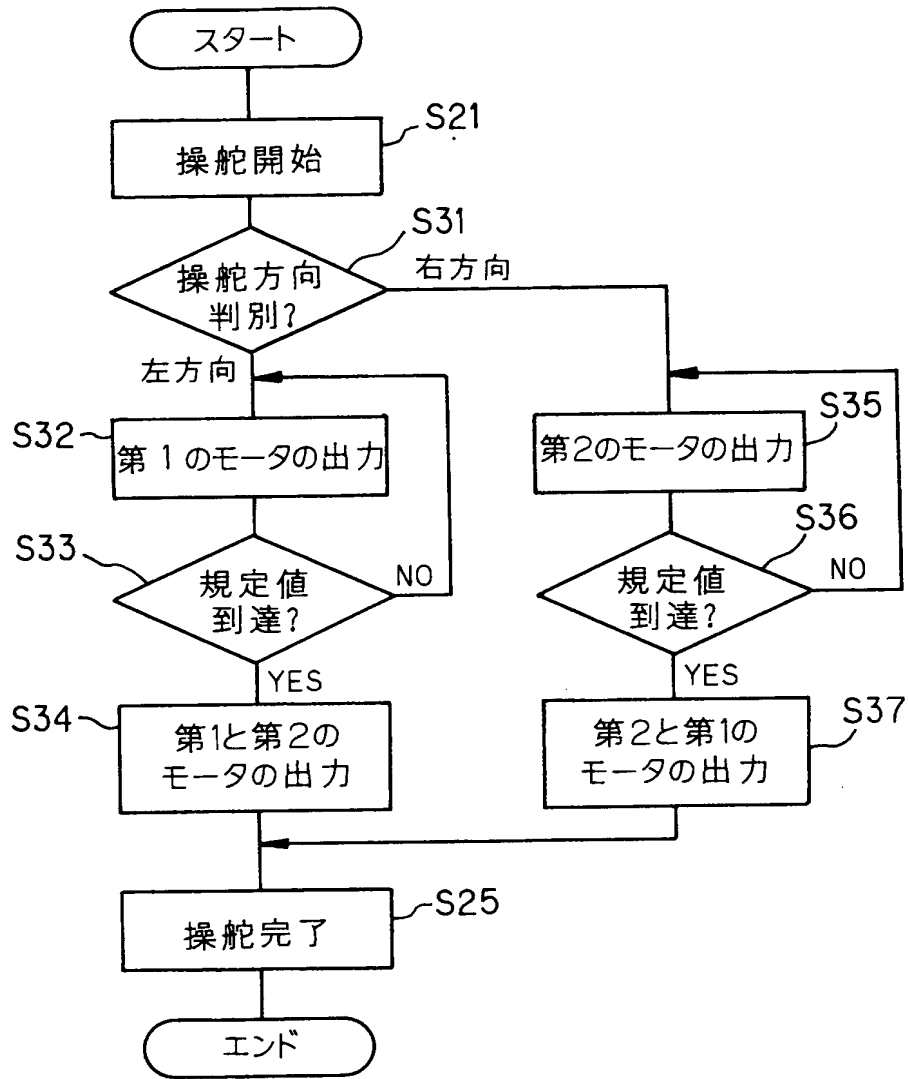 スタート
S21
操舵開始
S31
操舵方向
判別?
右方向
左方向
S32
第1のモータの出力
S33
規定値
到達?
NO
YES
S34
第1と第2の
モータの出力
S35
第2のモータの出力
S36
規定値
到達?
NO
YES
S37
第2と第1の
モータの出力
S25
操舵完了
エンド